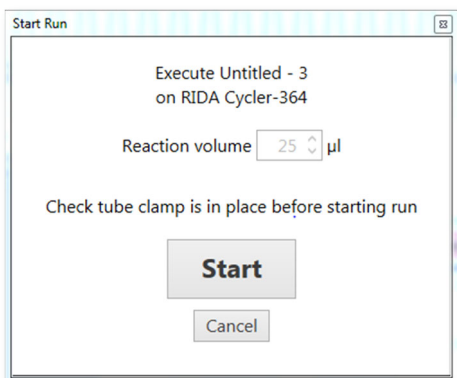 Start Run
Execute Untitled - 3
on RIDA Cycler-364
Reaction volume 25 µl
Check tube clamp is in place before starting run
Start
Cancel